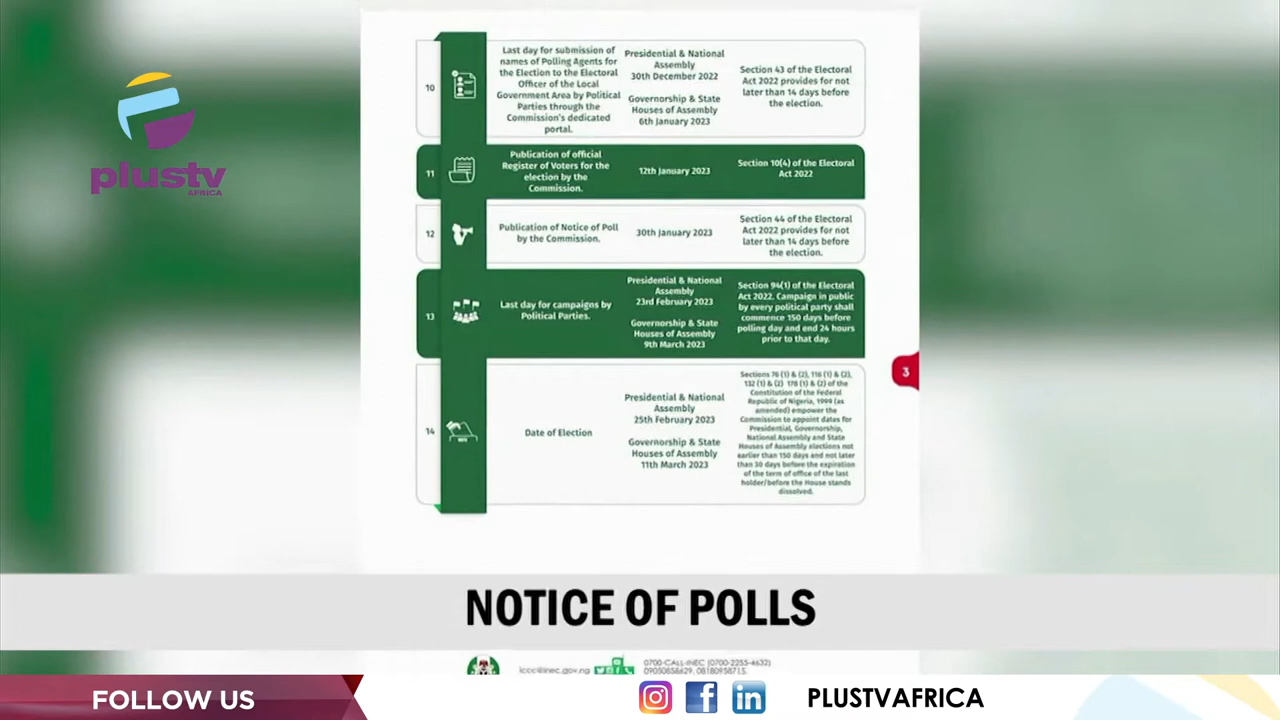 plustv
AFRICA
10
Last day for submission of
names of Polling Agents for
the Election to the Electoral
Officer of the Local
Government Area by Political
Parties through the
Commission's dedicated
portal.
Presidential & National
Assembly
30th December 2022
Governorship & State
Houses of Assembly
6th January 2023
Section 43 of the Electoral
Act 2022 provides for not
later than 14 days before
the election.
11
Publication of official
Register of Voters for the
election by the
Commission.
12th January 2023
Section 10(4) of the Electoral
Act 2022
12
Publication of Notice of Poll
by the Commission.
30th January 2023
Section 44 of the Electoral
Act 2022 provides for not
later than 14 days before
the election.
13
Last day for campaigns by
Political Parties.
Presidential & National
Assembly
23rd February 2023
Governorship & State
Houses of Assembly
9th March 2023
Section 94(1) of the Electoral
Act 2022. Campaign in public
by every political party shall
commence 150 days before
polling day and end 24 hours
prior to that day.
3
14
Date of Election
Presidential & National
Assembly
25th February 2023
Governorship & State
Houses of Assembly
11th March 2023
Sections 76 (1) & (2), 116 (1) & (2),
132 (1) & (2) 178 (1) & (2) of the
Constitution of the Federal
Republic of Nigeria, 1999 (as
amended) empower the
Commission to appoint dates for
Presidential, Governorship,
National Assembly and State
Houses of Assembly elections not
earlier than 150 days and not later
than 30 days before the expiration
of the term of office of the last
holder/before the House stands
dissolved.
NOTICE OF POLLS
iccc@inec.gov.ng
0700-CALL-INEC (0700-2255-4632)
09050858629, 08180958715
FOLLOW US
PLUSTVAFRICA